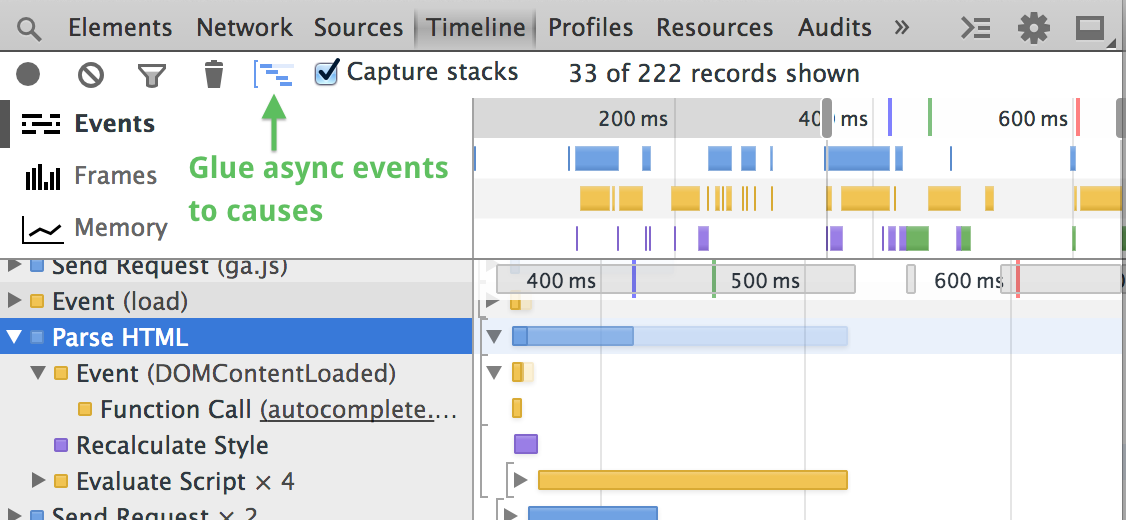 Elements Network Sources Timeline Profiles Resources Audits »
Capture stacks 33 of 222 records shown
Events
Frames
Memory
Glue async events
to causes
200 ms 40 ms 600 ms
Send Request (ga.js)
400 ms 500 ms 600 ms
Event (load)
Parse HTML
Event (DOMContentLoaded)
Function Call (autocomplete.…
Recalculate Style
Evaluate Script × 4
Send Request × 2